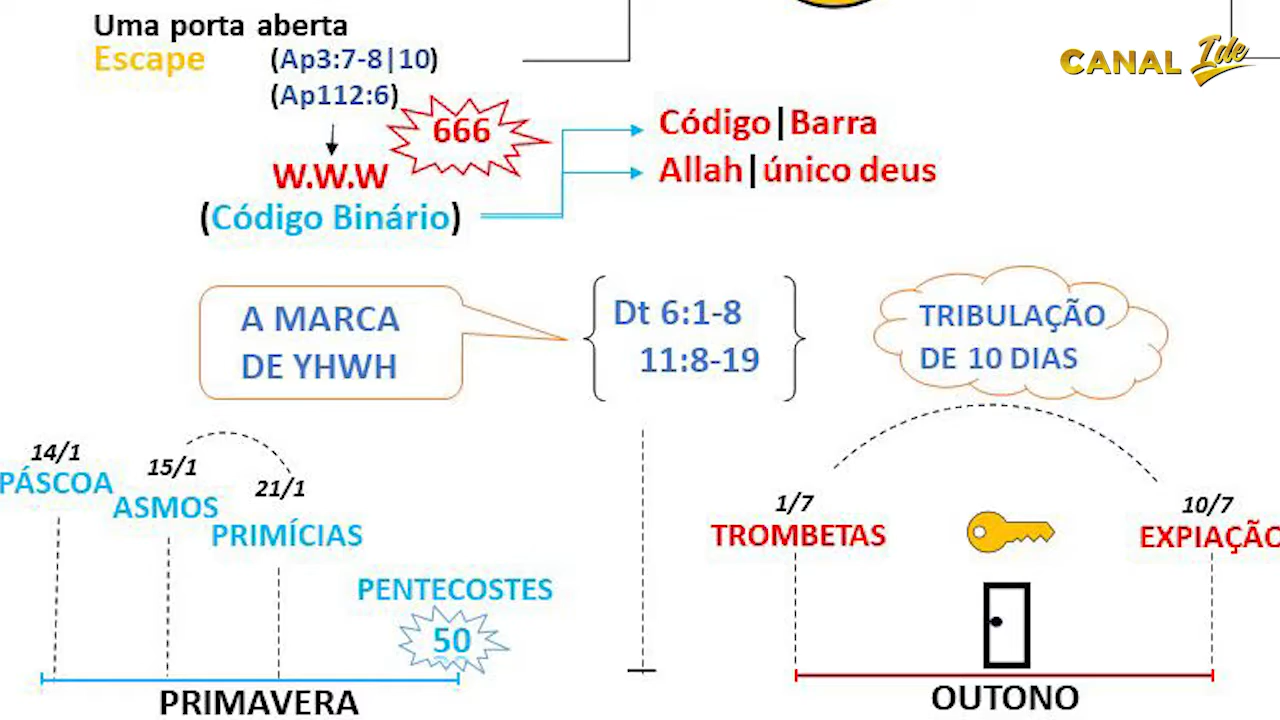 Uma porta aberta
Escape (Ap3:7-8|10)
(Ap112:6)
CANAL Ide
666
W.W.W
(Código Binário)
Código|Barra
Allah|único deus
A MARCA
DE YHWH
Dt 6:1-8
11:8-19
TRIBULAÇÃO
DE 10 DIAS
14/1
PÁSCOA
15/1
ASMOS
21/1
PRIMÍCIAS
PENTECOSTES
50
PRIMAVERA
1/7
TROMBETAS
10/7
EXPIAÇÃO
OUTONO